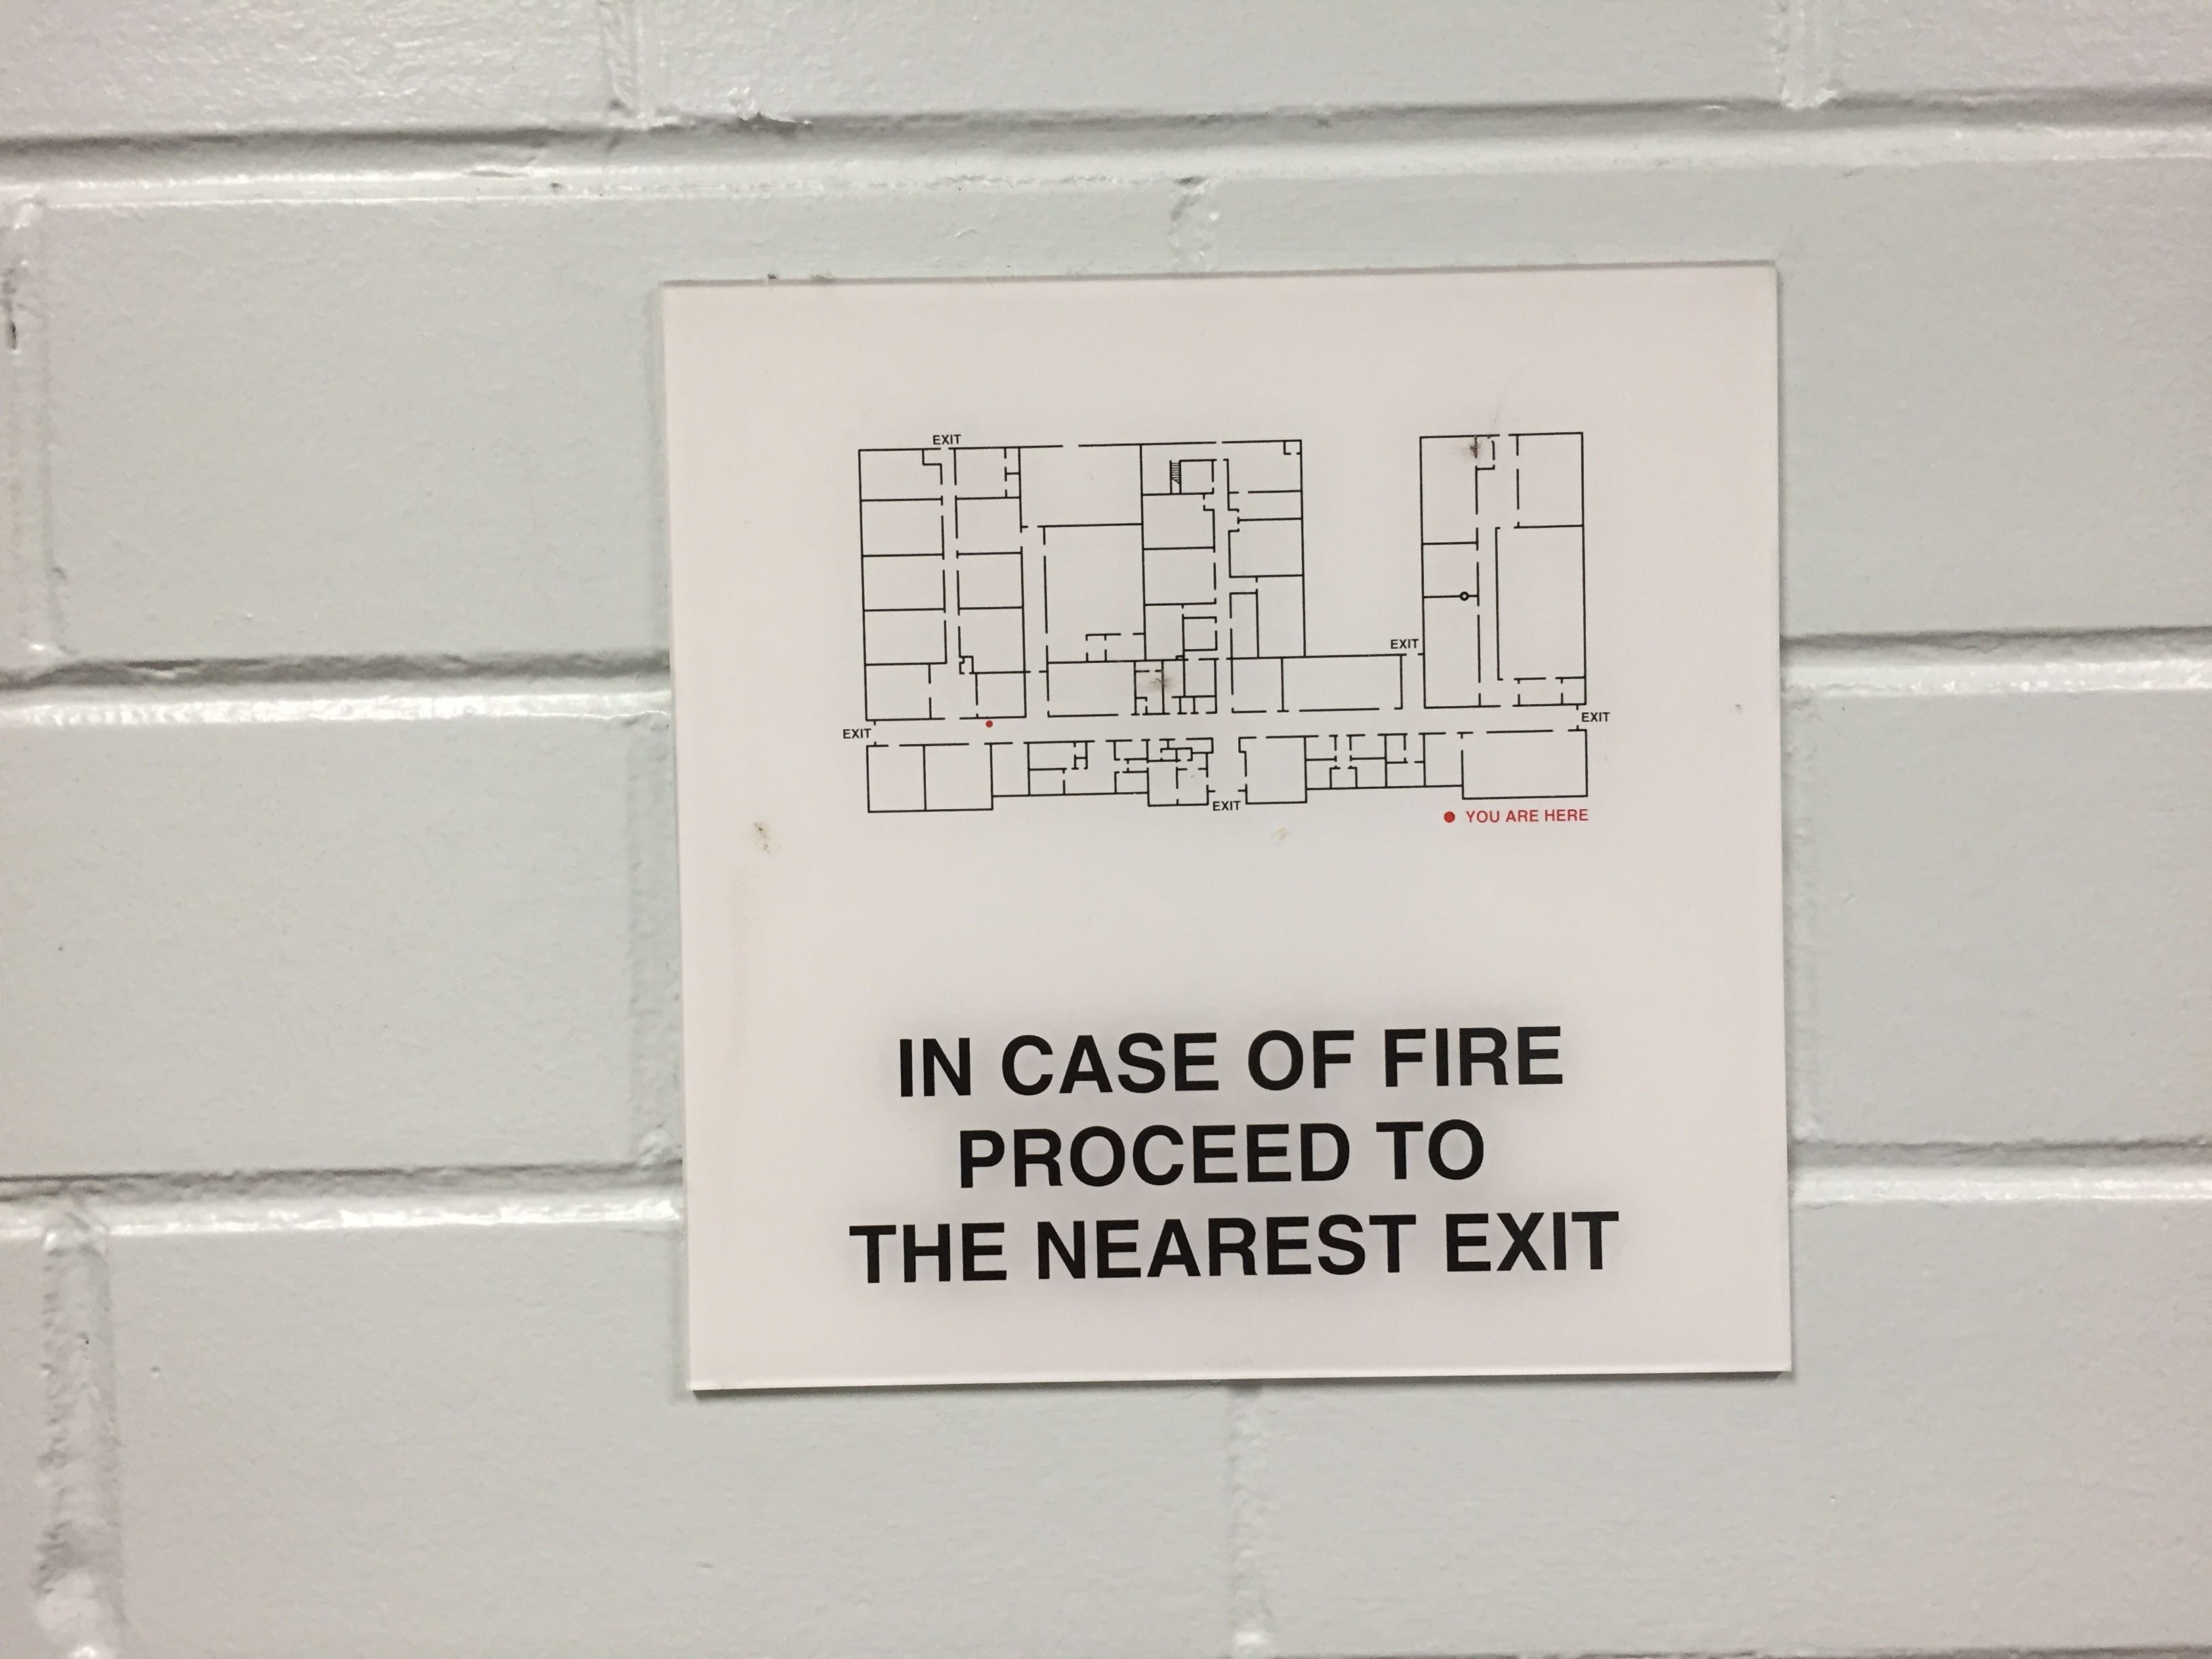 EXIT
EXIT
EXIT
EXIT
EXIT
YOU ARE HERE
IN CASE OF FIRE
PROCEED TO
THE NEAREST EXIT